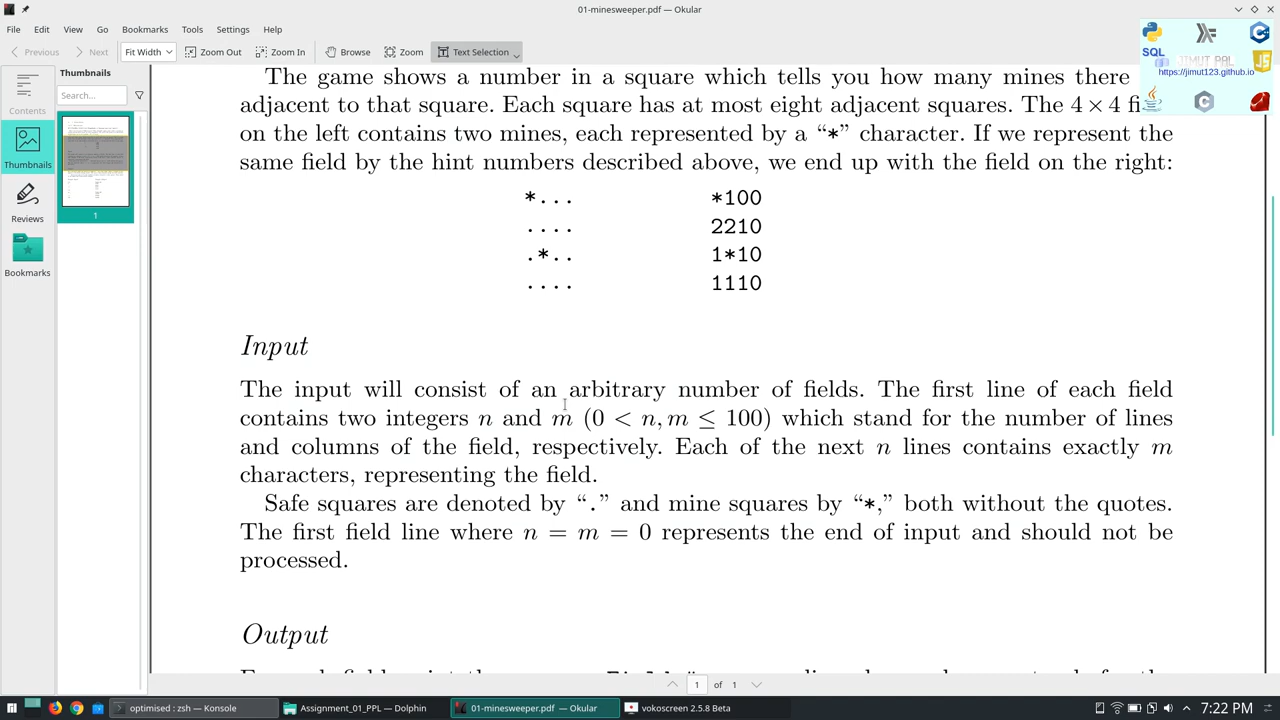 01-minesweeper.pdf — Okular
File Edit View Go Bookmarks Tools Settings Help
Previous Next Fit Width Zoom Out Zoom In Browse Zoom Text Selection
SQL
JIMUT PAL
https://jimut123.github.io
JS
C
Contents
Thumbnails
Reviews
Bookmarks
Thumbnails
Search...
1
The game shows a number in a square which tells you how many mines there
adjacent to that square. Each square has at most eight adjacent squares. The 4 × 4
on the left contains two mines, each represented by a “*” character. If we represent the
same field by the hint numbers described above, we end up with the field on the right:
*... *100
.... 2210
.*.. 1*10
.... 1110
Input
The input will consist of an arbitrary number of fields. The first line of each field
contains two integers n and m (0 < n, m ≤ 100) which stand for the number of lines
and columns of the field, respectively. Each of the next n lines contains exactly m
characters, representing the field.
Safe squares are denoted by “.” and mine squares by “*,” both without the quotes.
The first field line where n = m = 0 represents the end of input and should not be
processed.
Output
1 of 1
optimised : zsh — Konsole Assignment_01_PPL — Dolphin 01-minesweeper.pdf — Okular vokoscreen 2.5.8 Beta 7:22 PM